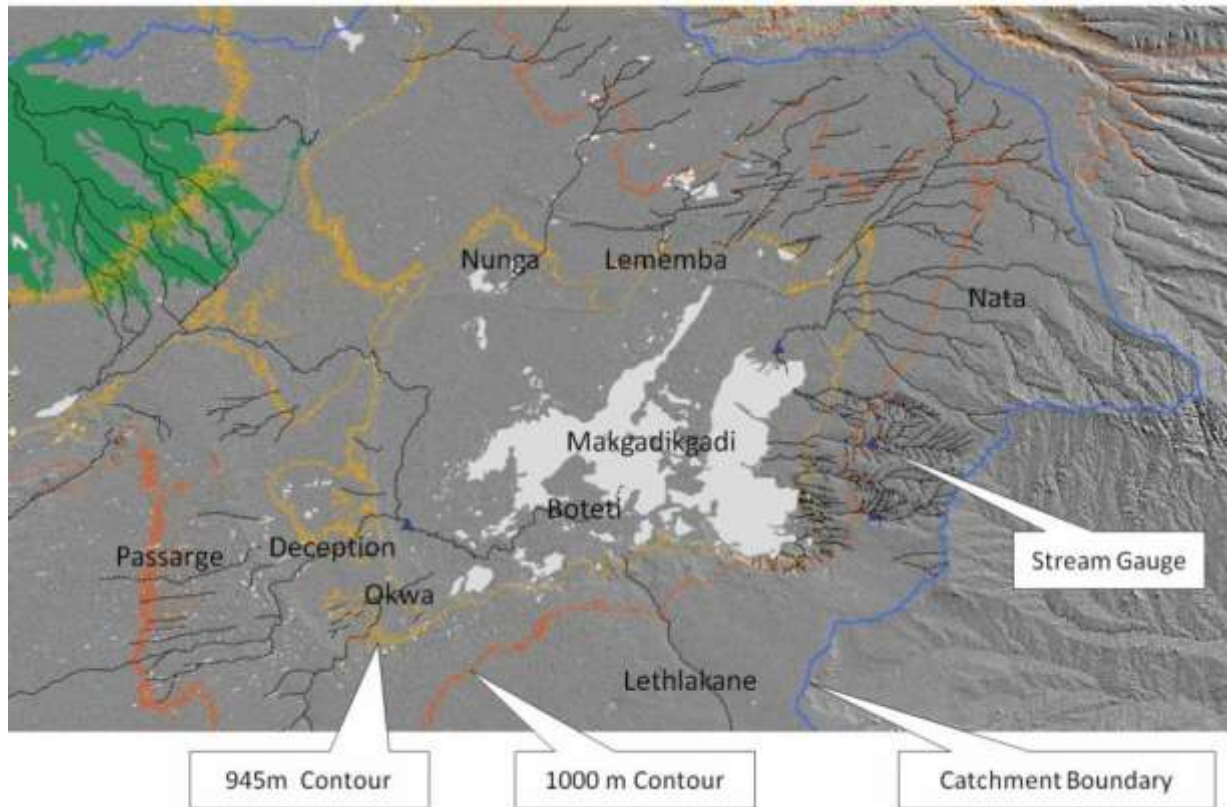 Nunga
Lememba
Nata
Makgadikgadi
Boteti
Passarge
Deception
Okwa
Stream Gauge
Lethlakane
945m Contour
1000 m Contour
Catchment Boundary